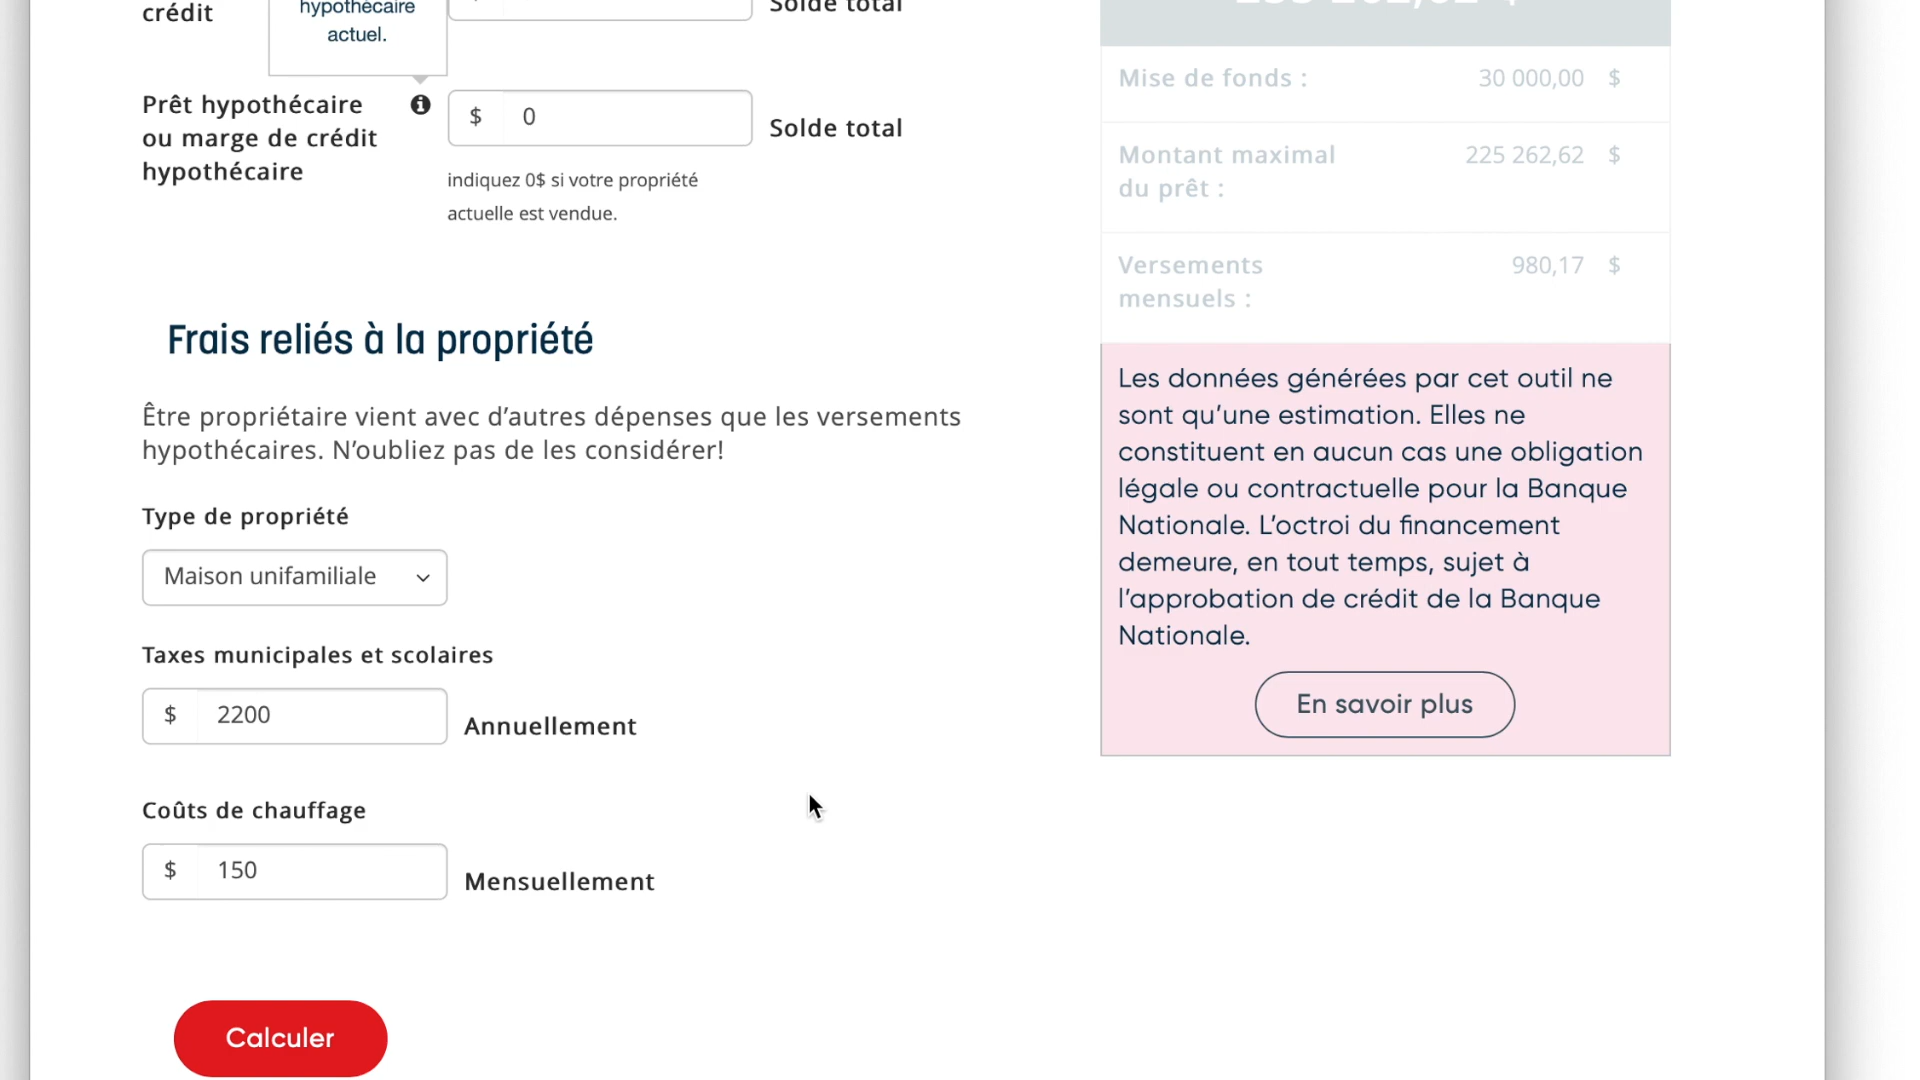 crédit
hypothécaire
actuel.
Solde total
Prêt hypothécaire
ou marge de crédit
hypothécaire
$ 0
Solde total
indiquez 0$ si votre propriété
actuelle est vendue.
Frais reliés à la propriété
Être propriétaire vient avec d’autres dépenses que les versements
hypothécaires. N’oubliez pas de les considérer!
Type de propriété
Maison unifamiliale
Taxes municipales et scolaires
$ 2200
Annuellement
Coûts de chauffage
$ 150
Mensuellement
Calculer
Mise de fonds : 30 000,00 $
Montant maximal 225 262,62 $
du prêt :
Versements 980,17 $
mensuels :
Les données générées par cet outil ne
sont qu’une estimation. Elles ne
constituent en aucun cas une obligation
légale ou contractuelle pour la Banque
Nationale. L’octroi du financement
demeure, en tout temps, sujet à
l’approbation de crédit de la Banque
Nationale.
En savoir plus